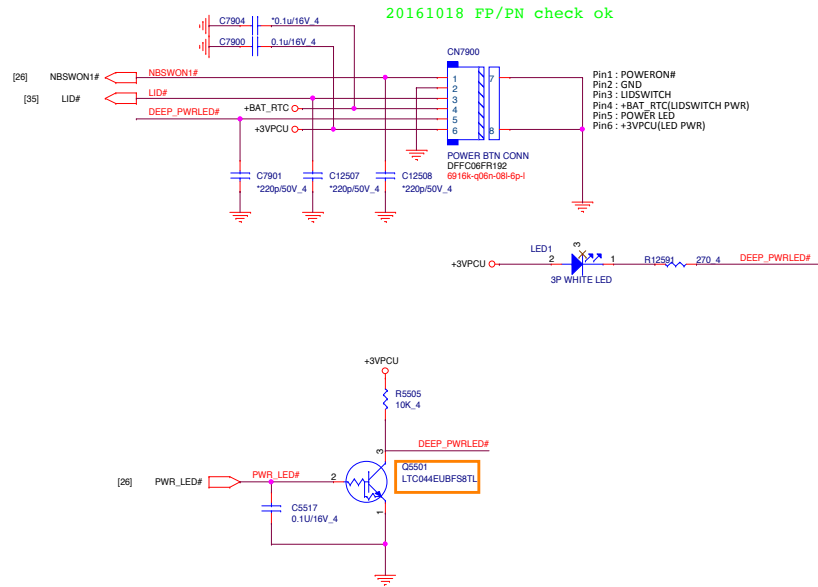 20161018 FP/PN check ok
C7904 *0.1u/16V_4
C7900 0.1u/16V_4
CN7900
[26] NBSWON1# NBSWON1# 1 7
2
[35] LID# LID# 3
+BAT_RTC 4
DEEP_PWRLED# 5
+3VPCU 6 8
Pin1 : POWERON#
Pin2 : GND
Pin3 : LIDSWITCH
Pin4 : +BAT_RTC(LIDSWITCH PWR)
Pin5 : POWER LED
Pin6 : +3VPCU(LED PWR)
POWER BTN CONN
DFFC06FR192
6916k-q06n-08l-6p-l
C7901
*220p/50V_4
C12507
*220p/50V_4
C12508
*220p/50V_4
LED1
+3VPCU 2 3 1 R12591 270_4 DEEP_PWRLED#
3P WHITE LED
+3VPCU
R5505
10K_4
3 DEEP_PWRLED#
Q5501
LTC044EUBFS8TL
[26] PWR_LED# PWR_LED# 2
1
C5517
0.1U/16V_4